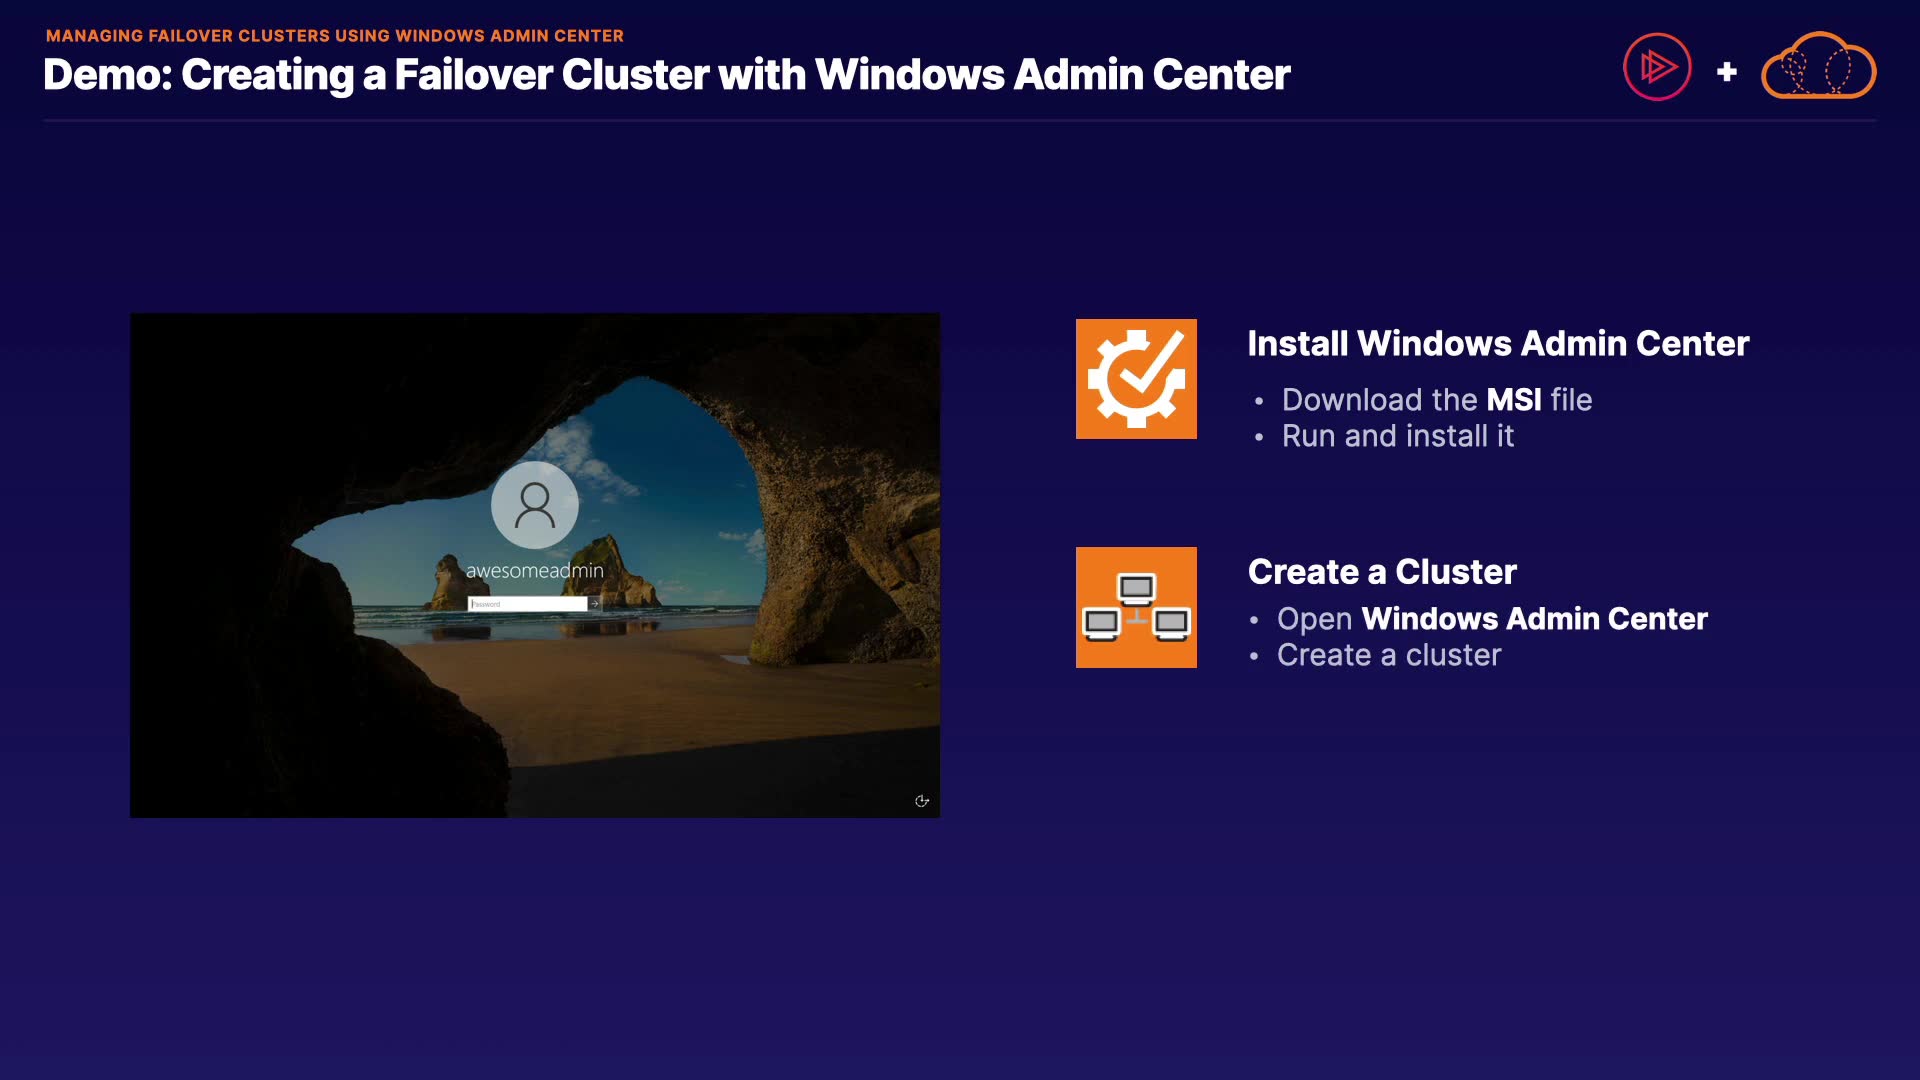 MANAGING FAILOVER CLUSTERS USING WINDOWS ADMIN CENTER
Demo: Creating a Failover Cluster with Windows Admin Center
+
awesomeadmin
Password
Install Windows Admin Center
• Download the MSI file
• Run and install it
Create a Cluster
• Open Windows Admin Center
• Create a cluster